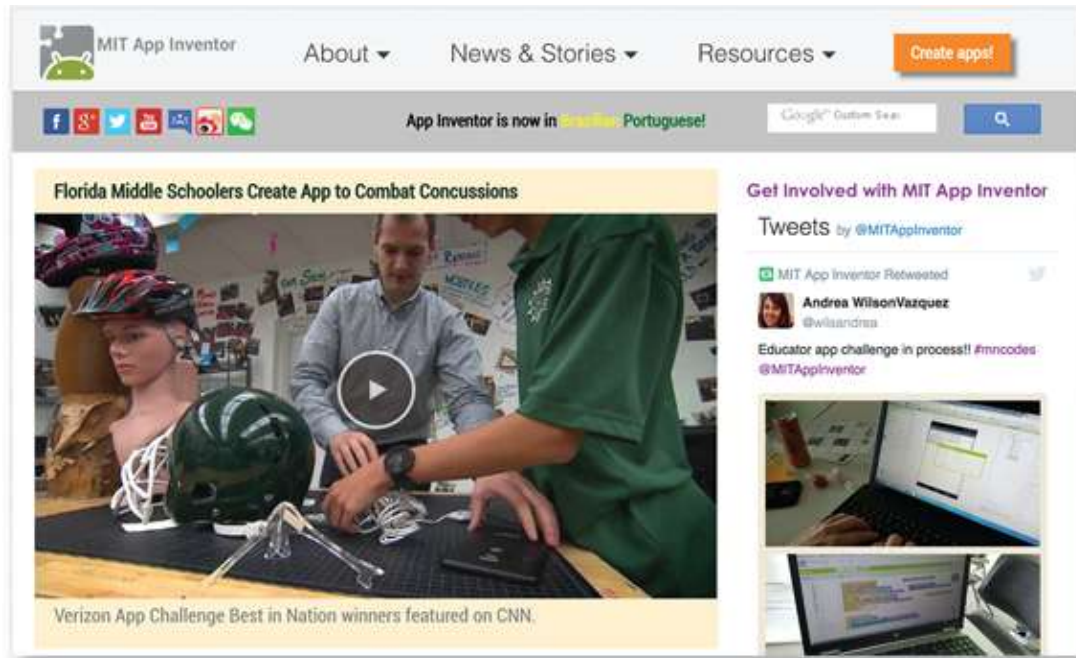 MIT App Inventor
About
News & Stories
Resources
Create apps!
App Inventor is now in Brazilian Portuguese!
Google™ Custom Sear
Florida Middle Schoolers Create App to Combat Concussions
Verizon App Challenge Best in Nation winners featured on CNN.
Get Involved with MIT App Inventor
Tweets by @MITAppInventor
MIT App Inventor Retweeted
Andrea WilsonVazquez
@wilsandrea
Educator app challenge in process!! #mncodes
@MITAppInventor